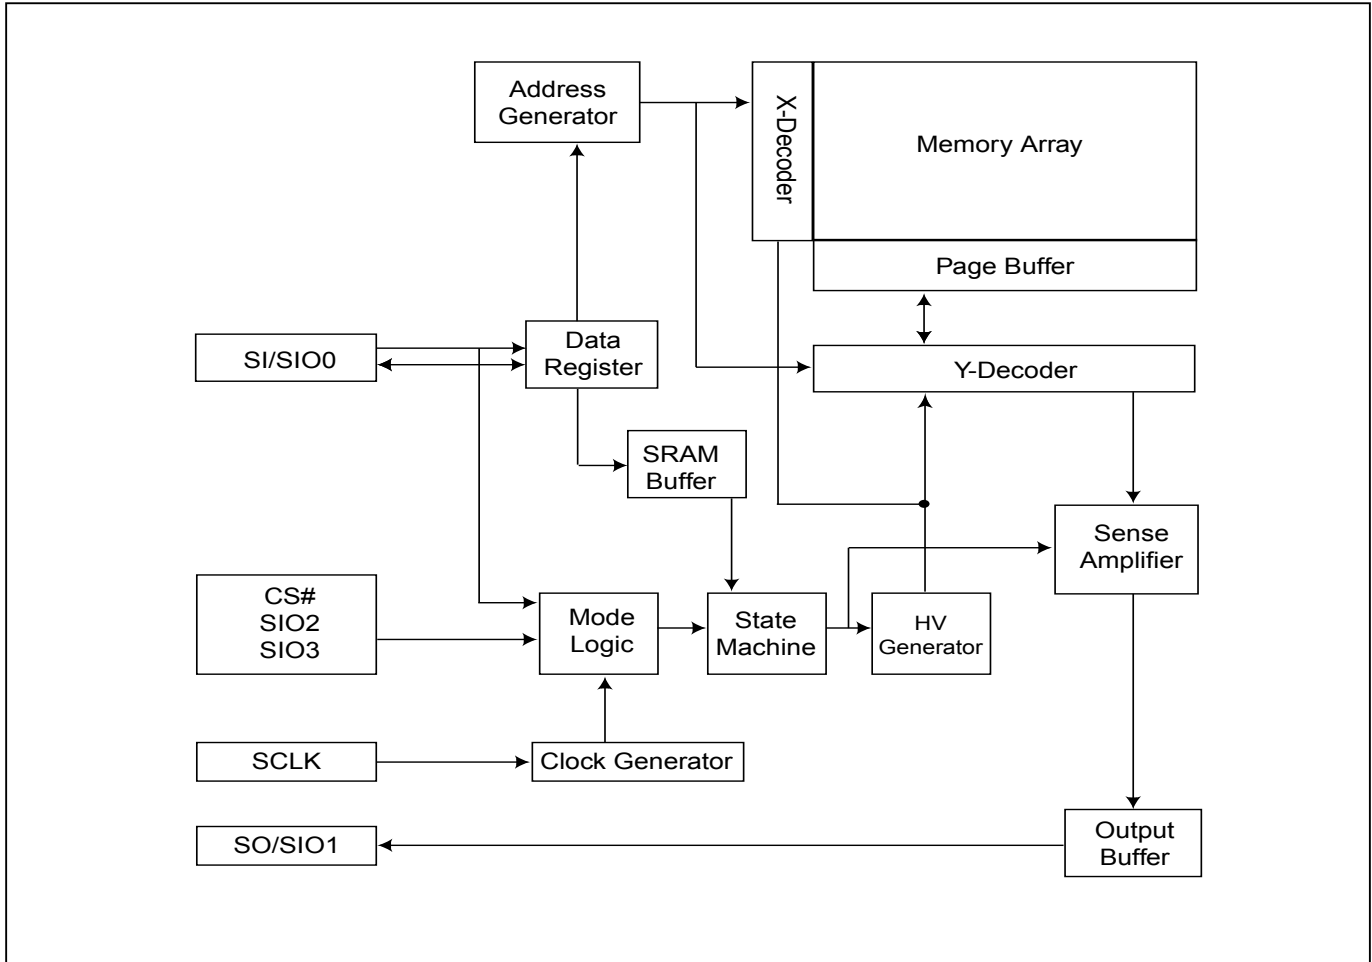 Address
Generator
X-Decoder
Memory Array
Page Buffer
SI/SIO0
Data
Register
Y-Decoder
SRAM
Buffer
Sense
Amplifier
CS#
SIO2
SIO3
Mode
Logic
State
Machine
HV
Generator
SCLK
Clock Generator
SO/SIO1
Output
Buffer